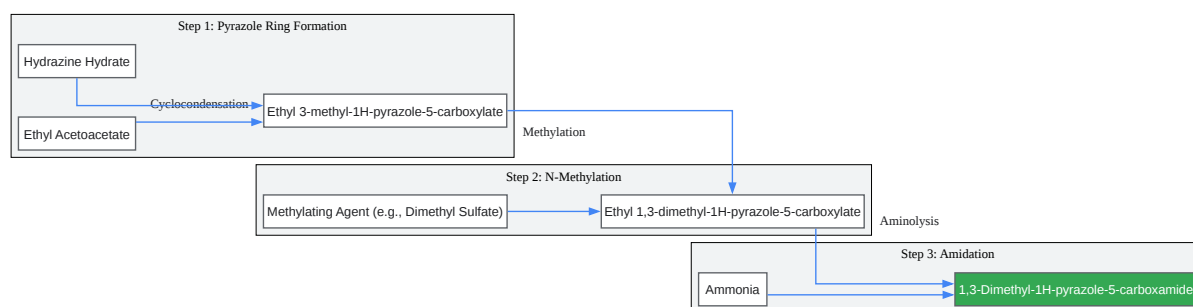 Step 1: Pyrazole Ring Formation
Hydrazine Hydrate
Cyclocondensation
Ethyl 3-methyl-1H-pyrazole-5-carboxylate
Ethyl Acetoacetate
Methylation
Step 2: N-Methylation
Methylating Agent (e.g., Dimethyl Sulfate)
Ethyl 1,3-dimethyl-1H-pyrazole-5-carboxylate
Aminolysis
Step 3: Amidation
Ammonia
1,3-Dimethyl-1H-pyrazole-5-carboxamide